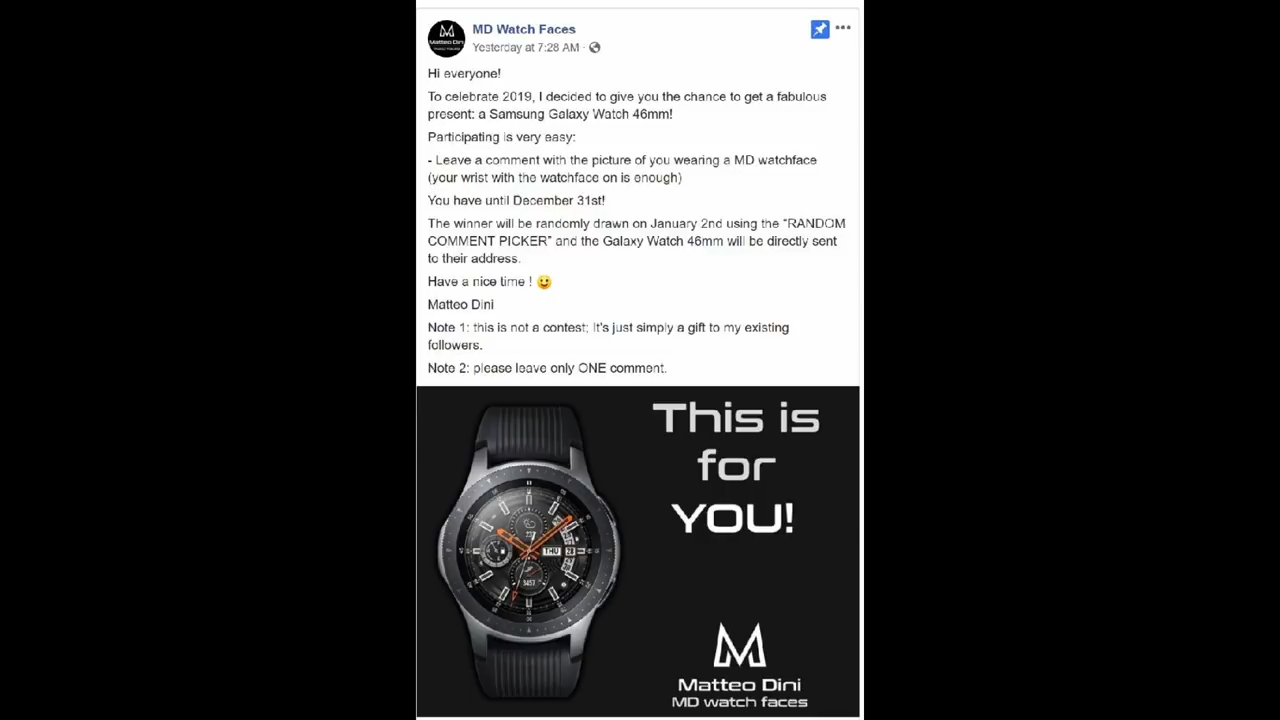 MD Watch Faces
Yesterday at 7:28 AM ·
Hi everyone!
To celebrate 2019, I decided to give you the chance to get a fabulous
present: a Samsung Galaxy Watch 46mm!
Participating is very easy:
- Leave a comment with the picture of you wearing a MD watchface
(your wrist with the watchface on is enough)
You have until December 31st!
The winner will be randomly drawn on January 2nd using the “RANDOM
COMMENT PICKER” and the Galaxy Watch 46mm will be directly sent
to their address.
Have a nice time ! 😀
Matteo Dini
Note 1: this is not a contest; It's just simply a gift to my existing
followers.
Note 2: please leave only ONE comment.
This is
for
YOU!
THU 28
3457
M
Matteo Dini
MD watch faces